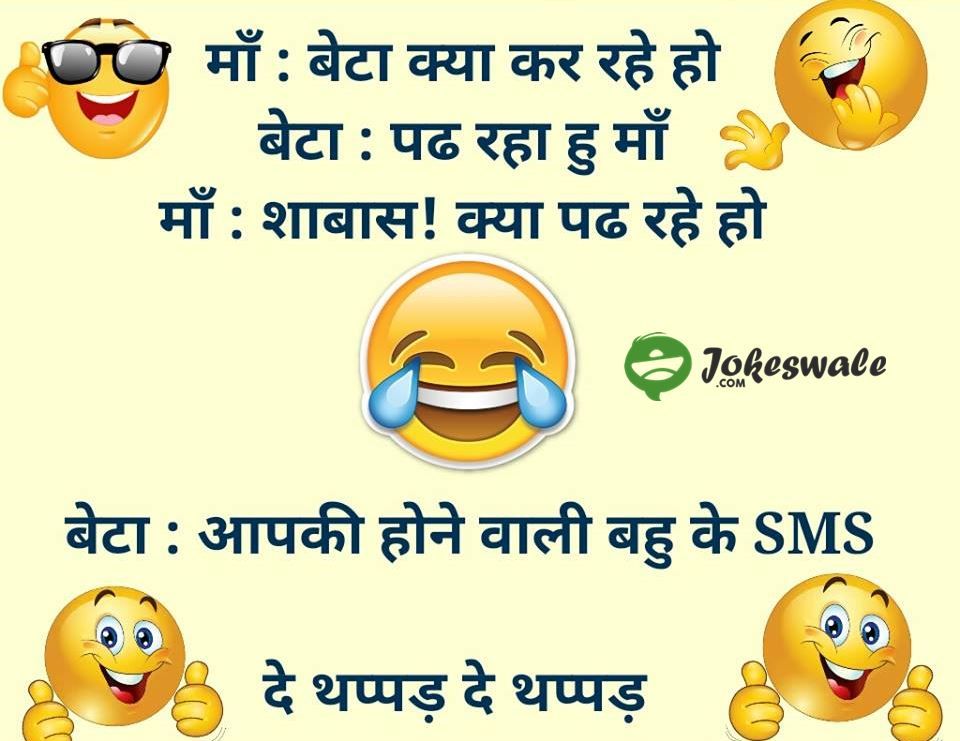 माँ : बेटा क्या कर रहे हो
बेटा : पढ रहा हु माँ
माँ : शाबास! क्या पढ रहे हो
Jokeswale
.COM
बेटा : आपकी होने वाली बहु के SMS
दे थप्पड़ दे थप्पड़